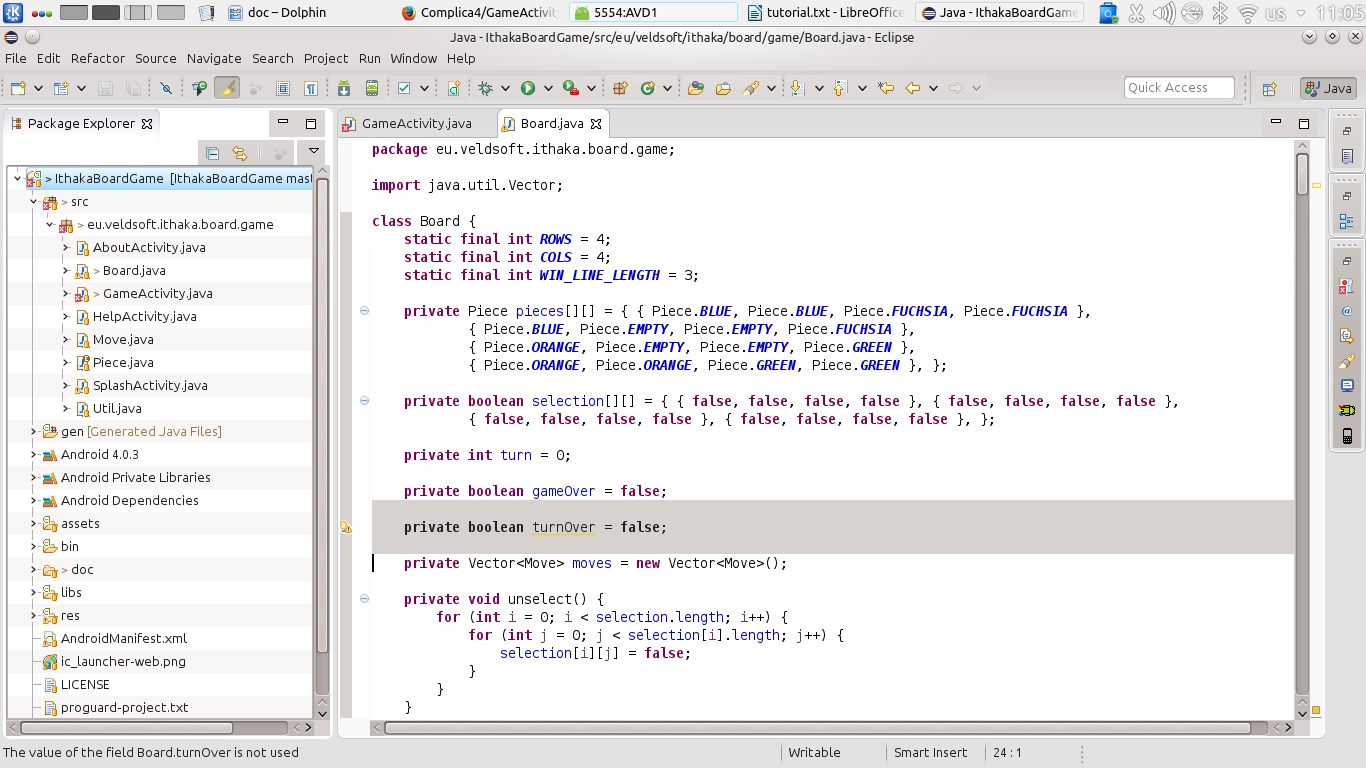 doc – Dolphin
Complica4/GameActivit
5554:AVD1
tutorial.txt - LibreOffice
Java - IthakaBoardGame
us
11:05
Java - IthakaBoardGame/src/eu/veldsoft/ithaka/board/game/Board.java - Eclipse
File Edit Refactor Source Navigate Search Project Run Window Help
Quick Access
Java
Package Explorer
GameActivity.java
Board.java
> IthakaBoardGame [IthakaBoardGame mast
> src
> eu.veldsoft.ithaka.board.game
AboutActivity.java
> Board.java
> GameActivity.java
HelpActivity.java
Move.java
Piece.java
SplashActivity.java
Util.java
gen [Generated Java Files]
Android 4.0.3
Android Private Libraries
Android Dependencies
assets
bin
> doc
libs
res
AndroidManifest.xml
ic_launcher-web.png
LICENSE
proguard-project.txt
package eu.veldsoft.ithaka.board.game;
import java.util.Vector;
class Board {
static final int ROWS = 4;
static final int COLS = 4;
static final int WIN_LINE_LENGTH = 3;
private Piece pieces[][] = { { Piece.BLUE, Piece.BLUE, Piece.FUCHSIA, Piece.FUCHSIA },
{ Piece.BLUE, Piece.EMPTY, Piece.EMPTY, Piece.FUCHSIA },
{ Piece.ORANGE, Piece.EMPTY, Piece.EMPTY, Piece.GREEN },
{ Piece.ORANGE, Piece.ORANGE, Piece.GREEN, Piece.GREEN }, };
private boolean selection[][] = { { false, false, false, false }, { false, false, false, false },
{ false, false, false, false }, { false, false, false, false }, };
private int turn = 0;
private boolean gameOver = false;
private boolean turnOver = false;
private Vector<Move> moves = new Vector<Move>();
private void unselect() {
for (int i = 0; i < selection.length; i++) {
for (int j = 0; j < selection[i].length; j++) {
selection[i][j] = false;
}
}
}
The value of the field Board.turnOver is not used
Writable
Smart Insert
24 : 1